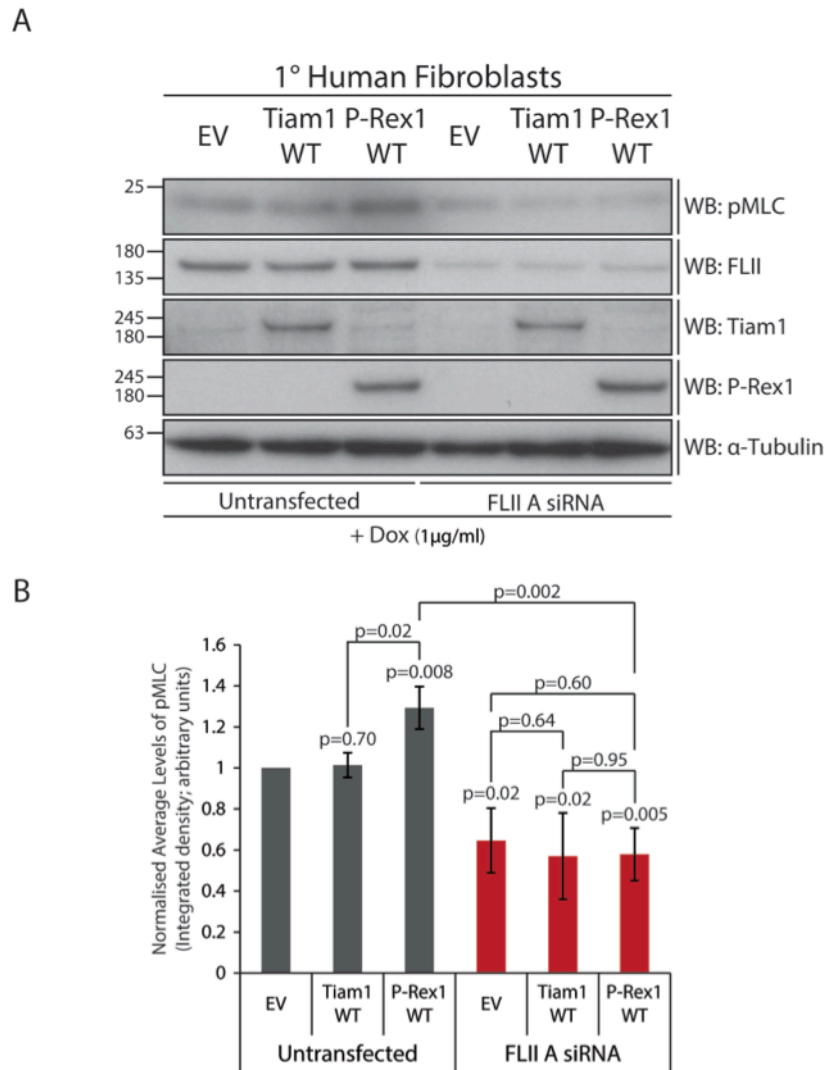 A
1° Human Fibroblasts
EV Tiam1 WT P-Rex1 WT EV Tiam1 WT P-Rex1 WT
25 WB: pMLC
180
135 WB: FLII
245
180 WB: Tiam1
245
180 WB: P-Rex1
63 WB: α-Tubulin
Untransfected FLII A siRNA
+ Dox (1μg/ml)
B
p=0.002
p=0.02
p=0.008
p=0.70
p=0.60
p=0.64
p=0.95
p=0.02 p=0.02 p=0.005
Normalised Average Levels of pMLC
(Integrated density; arbitrary units)
1.6
1.4
1.2
1
0.8
0.6
0.4
0.2
0
EV Tiam1 WT P-Rex1 WT EV Tiam1 WT P-Rex1 WT
Untransfected FLII A siRNA